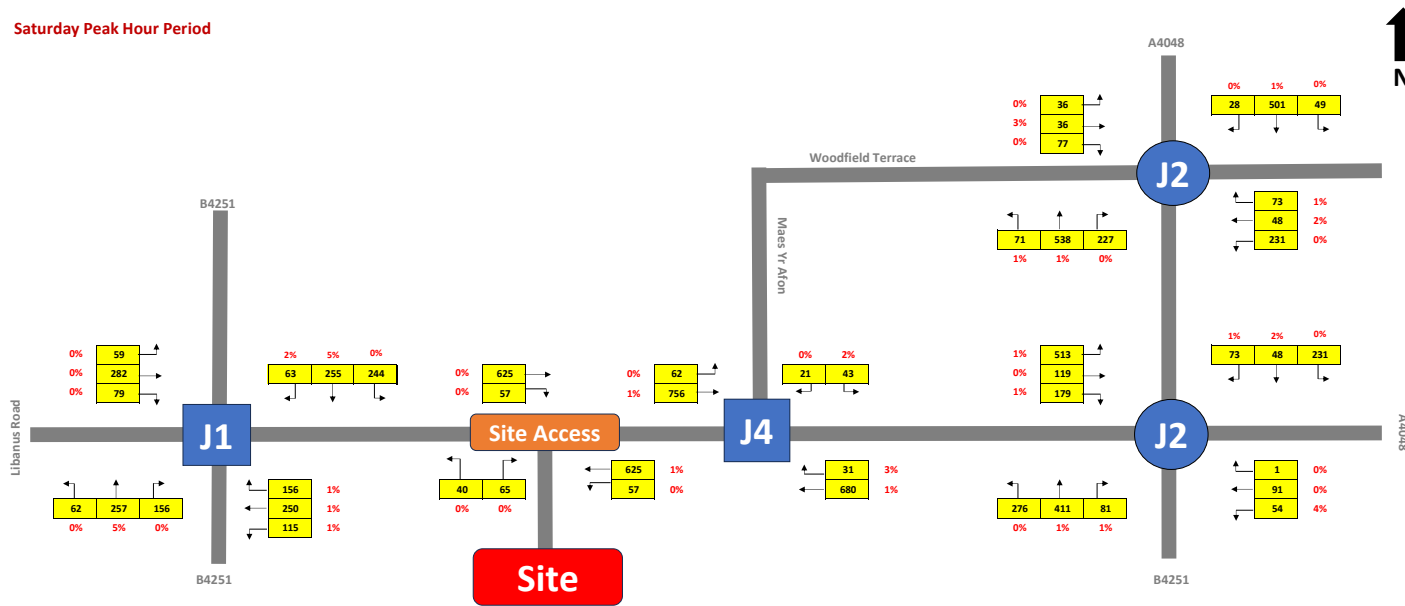 Saturday Peak Hour Period
N
A4048
0% 36
3% 36
0% 77
0% 1% 0%
28 501 49
Woodfield Terrace
J2
73 1%
48 2%
231 0%
71 538 227
1% 1% 0%
B4251
Maes Yr Afon
0% 59
0% 282
0% 79
2% 5% 0%
63 255 244
0% 625
0% 57
0% 62
1% 756
0% 2%
21 43
1% 513
0% 119
1% 179
1% 2% 0%
73 48 231
Libanus Road
J1
Site Access
J4
J2
A4048
62 257 156
0% 5% 0%
156 1%
250 1%
115 1%
40 65
0% 0%
625 1%
57 0%
31 3%
680 1%
276 411 81
0% 1% 1%
1 0%
91 0%
54 4%
B4251
Site
B4251